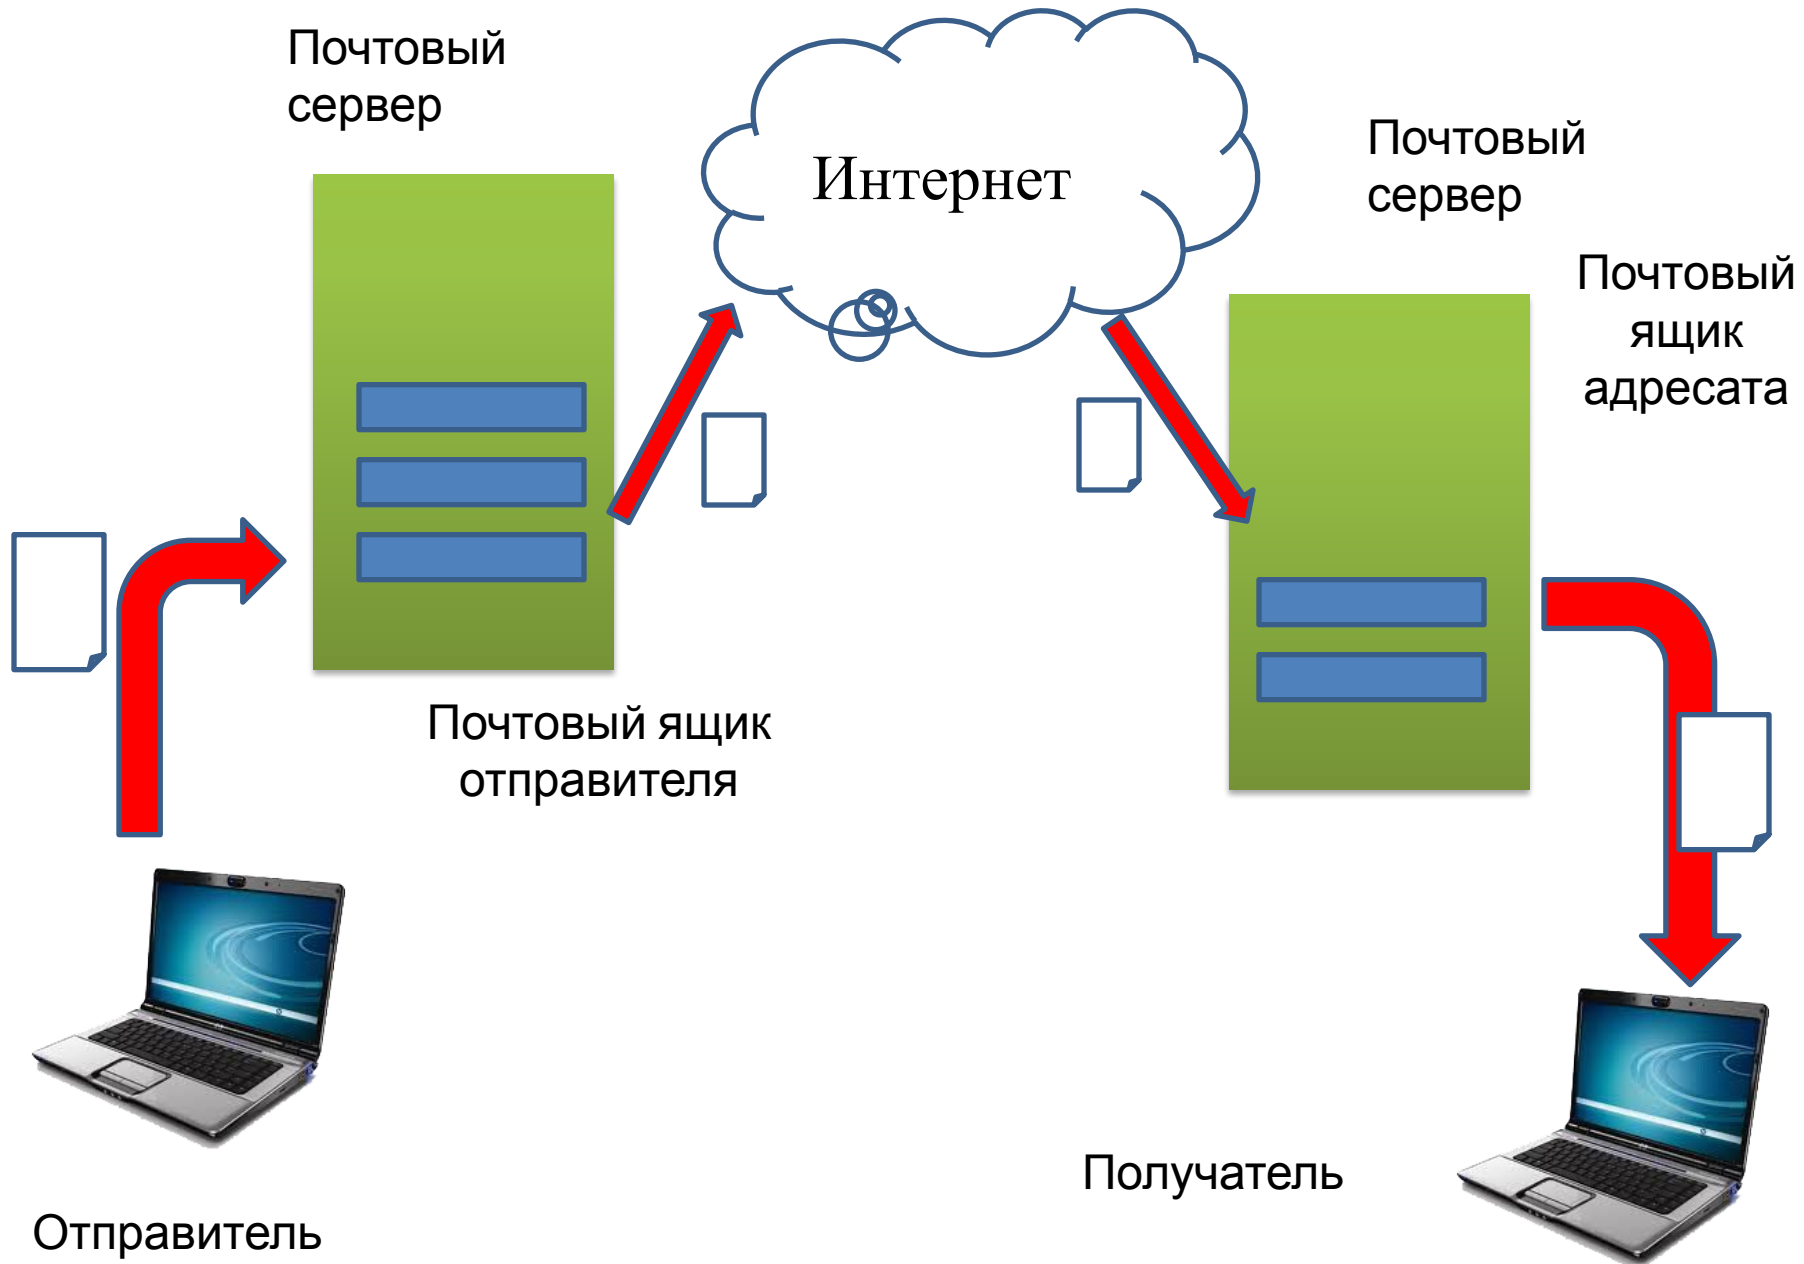 Почтовый
сервер
Интернет
Почтовый
сервер
Почтовый
ящик
адресата
Почтовый ящик
отправителя
Получатель
Отправитель